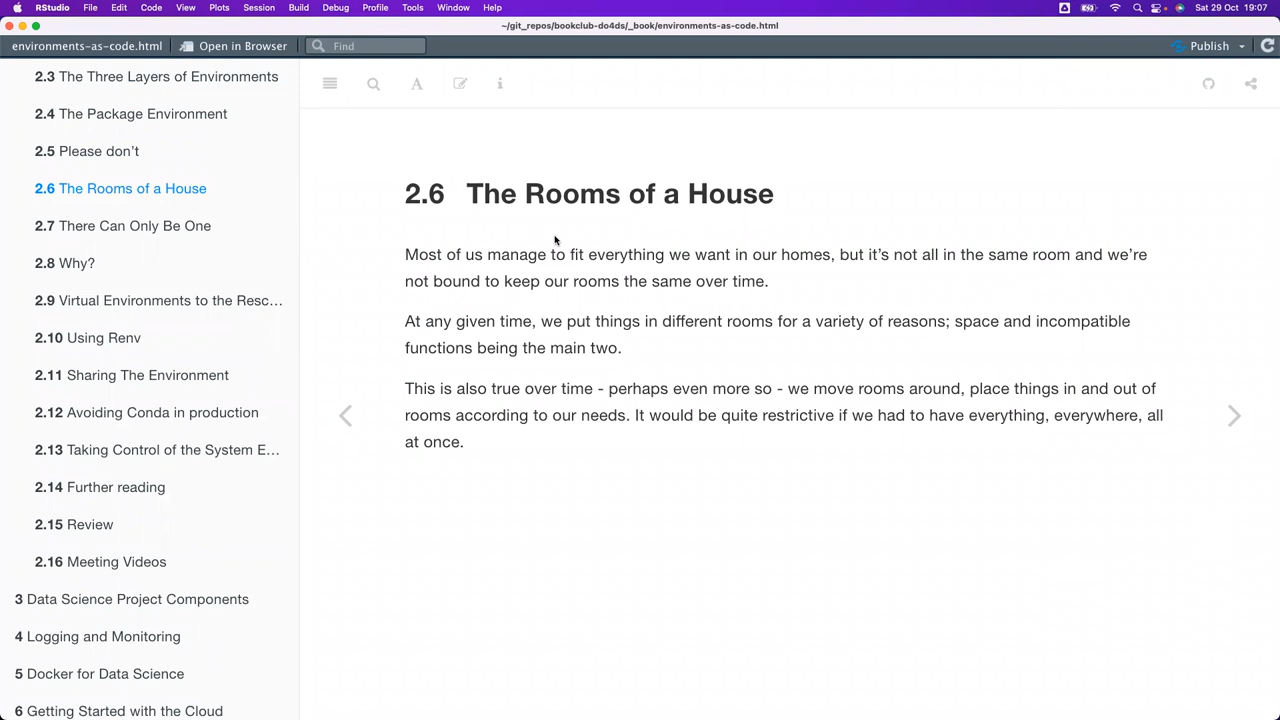 RStudio File Edit Code View Plots Session Build Debug Profile Tools Window Help Sat 29 Oct 19:07
~/git_repos/bookclub-do4ds/_book/environments-as-code.html
environments-as-code.html Open in Browser Find Publish
2.3 The Three Layers of Environments
2.4 The Package Environment
2.5 Please don't
2.6 The Rooms of a House
2.7 There Can Only Be One
2.8 Why?
2.9 Virtual Environments to the Resc…
2.10 Using Renv
2.11 Sharing The Environment
2.12 Avoiding Conda in production
2.13 Taking Control of the System E…
2.14 Further reading
2.15 Review
2.16 Meeting Videos
3 Data Science Project Components
4 Logging and Monitoring
5 Docker for Data Science
6 Getting Started with the Cloud
2.6 The Rooms of a House
Most of us manage to fit everything we want in our homes, but it's not all in the same room and we're
not bound to keep our rooms the same over time.
At any given time, we put things in different rooms for a variety of reasons; space and incompatible
functions being the main two.
This is also true over time - perhaps even more so - we move rooms around, place things in and out of
rooms according to our needs. It would be quite restrictive if we had to have everything, everywhere, all
at once.